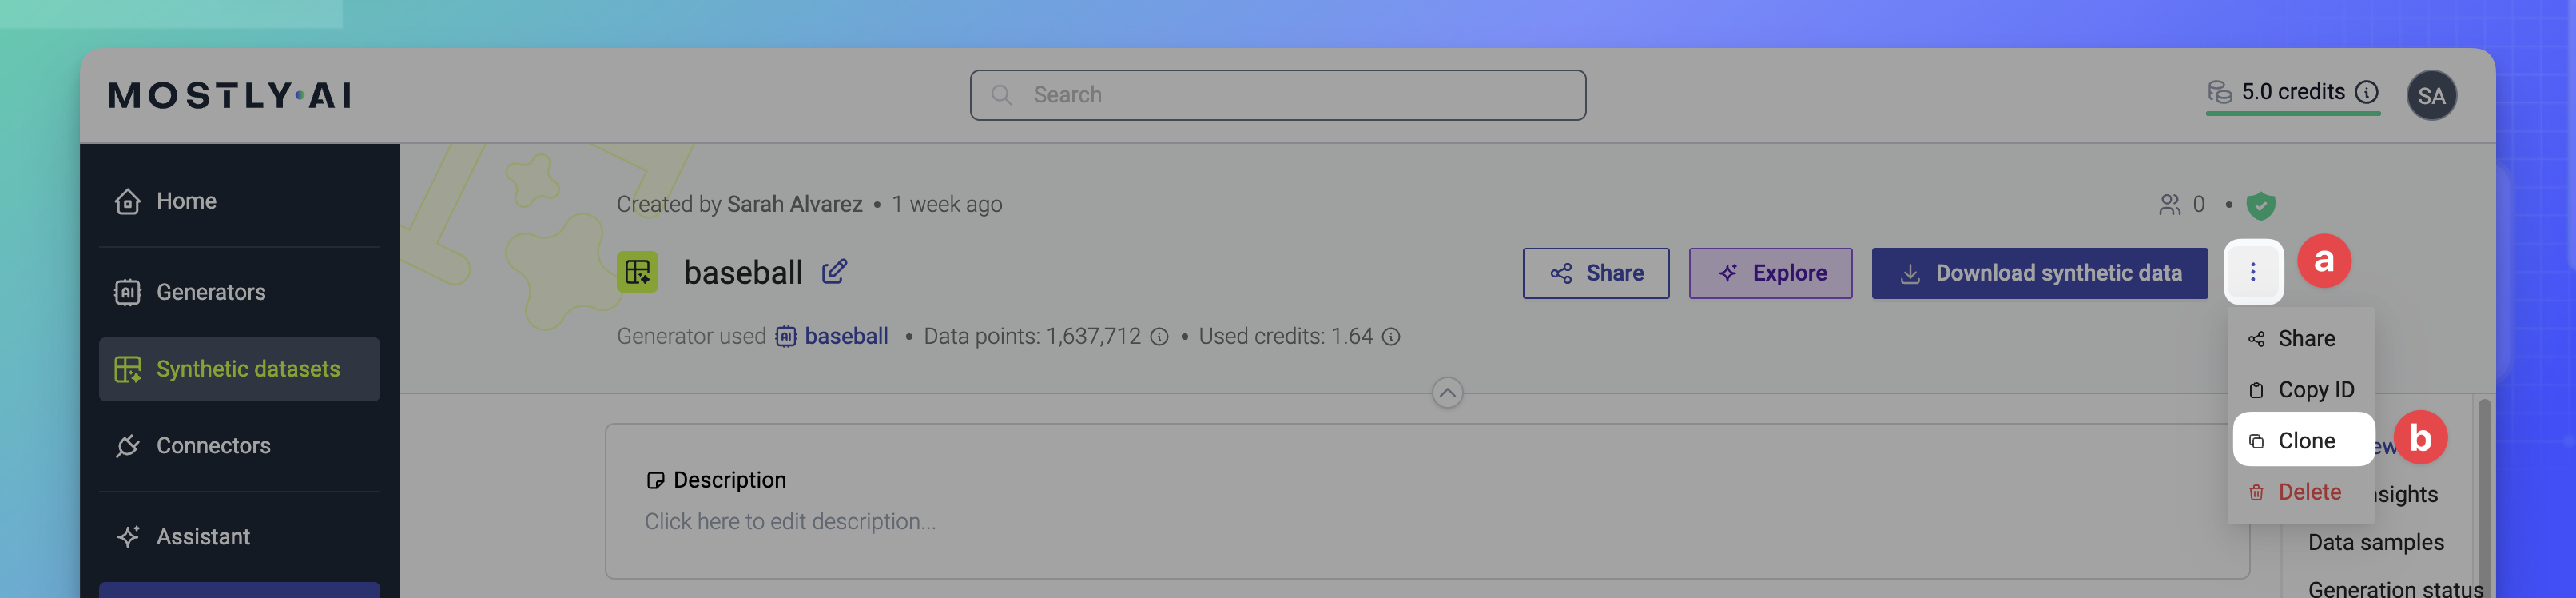 MOSTLY·AI
Search
5.0 credits
SA
Home
Generators
Synthetic datasets
Connectors
Assistant
Created by Sarah Alvarez • 1 week ago
0 •
baseball
Share
Explore
Download synthetic data
a
Generator used baseball • Data points: 1,637,712 • Used credits: 1.64
Share
Copy ID
Clone
b
Delete
Description
Click here to edit description...
Data samples
Generation status